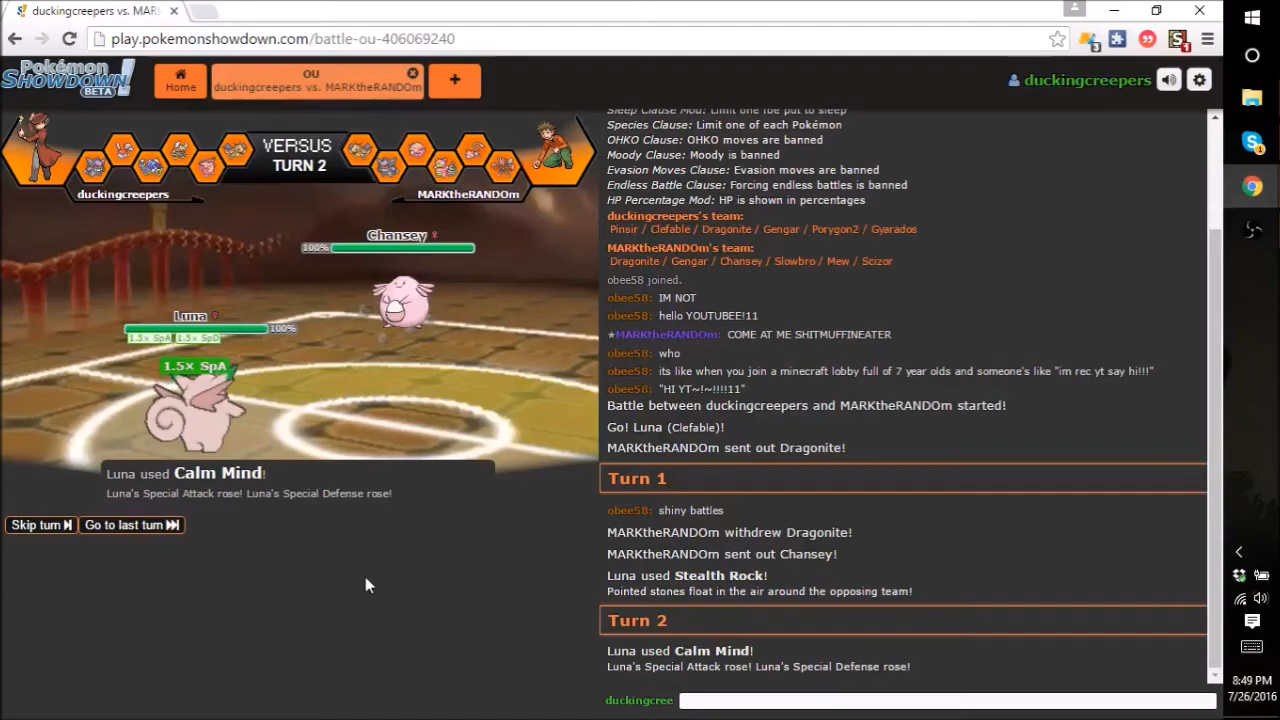 duckingcreepers vs. MAR
play.pokemonshowdown.com/battle-ou-406069240
3
1
Pokémon
SHOWDOWN!
BETA
Home
OU
duckingcreepers vs. MARKtheRANDOm
+
duckingcreepers
VERSUS
TURN 2
duckingcreepers
MARKtheRANDOm
Chansey ♀
100%
Luna ♀
100%
1.5× SpA 1.5× SpD
1.5× SpA
Luna used Calm Mind!
Luna's Special Attack rose! Luna's Special Defense rose!
Skip turn
Go to last turn
Sleep Clause Mod: Limit one foe put to sleep
Species Clause: Limit one of each Pokémon
OHKO Clause: OHKO moves are banned
Moody Clause: Moody is banned
Evasion Moves Clause: Evasion moves are banned
Endless Battle Clause: Forcing endless battles is banned
HP Percentage Mod: HP is shown in percentages
duckingcreepers's team:
Pinsir / Clefable / Dragonite / Gengar / Porygon2 / Gyarados
MARKtheRANDOm's team:
Dragonite / Gengar / Chansey / Slowbro / Mew / Scizor
obee58 joined.
obee58: IM NOT
obee58: hello YOUTUBEE!11
★MARKtheRANDOm: COME AT ME SHITMUFFINEATER
obee58: who
obee58: its like when you join a minecraft lobby full of 7 year olds and someone's like "im rec yt say hi!!!"
obee58: "HI YT~!~!!!!11"
Battle between duckingcreepers and MARKtheRANDOm started!
Go! Luna (Clefable)!
MARKtheRANDOm sent out Dragonite!
Turn 1
obee58: shiny battles
MARKtheRANDOm withdrew Dragonite!
MARKtheRANDOm sent out Chansey!
Luna used Stealth Rock!
Pointed stones float in the air around the opposing team!
Turn 2
Luna used Calm Mind!
Luna's Special Attack rose! Luna's Special Defense rose!
duckingcree
8:49 PM
7/26/2016